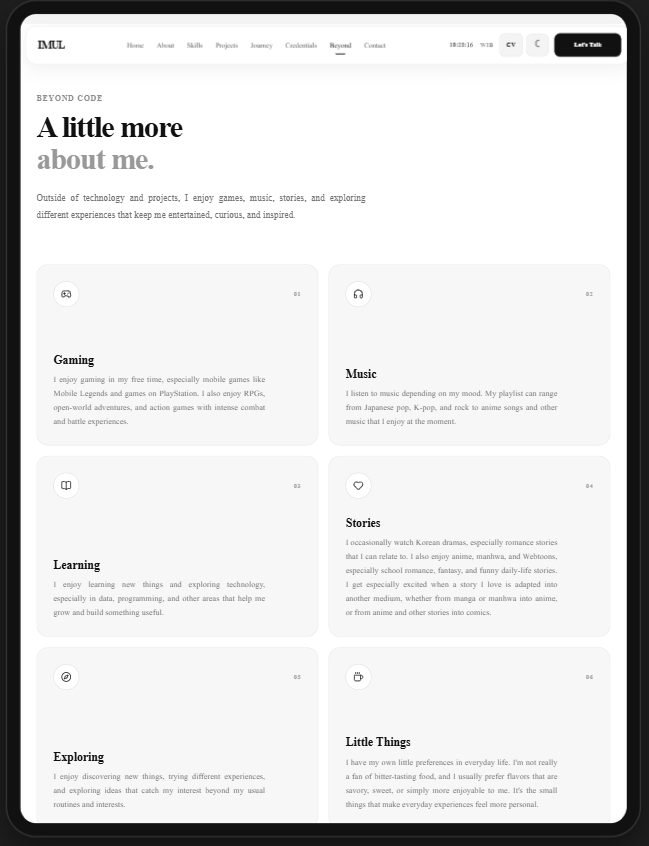 IMUL
Home About Skills Projects Journey Credentials Beyond Contact
18:28:16 WIB CV Let's Talk
BEYOND CODE
A little more
about me.
Outside of technology and projects, I enjoy games, music, stories, and exploring
different experiences that keep me entertained, curious, and inspired.
01
Gaming
I enjoy gaming in my free time, especially mobile games like
Mobile Legends and games on PlayStation. I also enjoy RPGs,
open-world adventures, and action games with intense combat
and battle experiences.
02
Music
I listen to music depending on my mood. My playlist can range
from Japanese pop, K-pop, and rock to anime songs and other
music that I enjoy at the moment.
03
Learning
I enjoy learning new things and exploring technology,
especially in data, programming, and other areas that help me
grow and build something useful.
04
Stories
I occasionally watch Korean dramas, especially romance stories
that I can relate to. I also enjoy anime, manhwa, and Webtoons,
especially school romance, fantasy, and funny daily-life stories.
I get especially excited when a story I love is adapted into
another medium, whether from manga or manhwa into anime,
or from anime and other stories into comics.
05
Exploring
I enjoy discovering new things, trying different experiences,
and exploring ideas that catch my interest beyond my usual
routines and interests.
06
Little Things
I have my own little preferences in everyday life. I'm not really
a fan of bitter-tasting food, and I usually prefer flavors that are
savory, sweet, or simply more enjoyable to me. It's the small
things that make everyday experiences feel more personal.